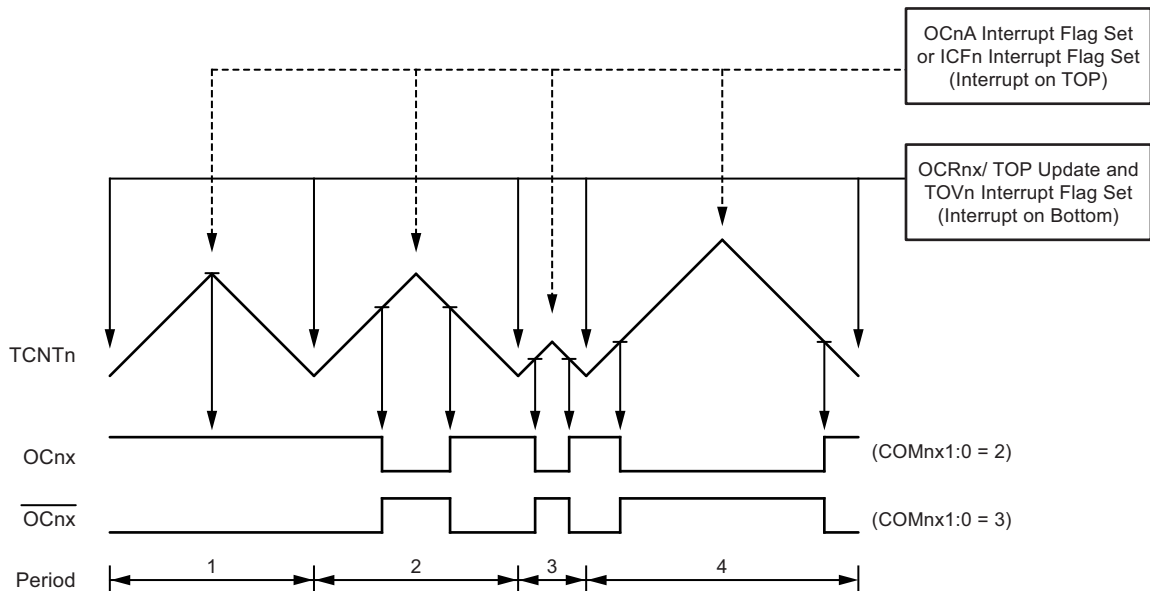 OCnA Interrupt Flag Set
or ICFn Interrupt Flag Set
(Interrupt on TOP)
OCRnx/ TOP Update and
TOVn Interrupt Flag Set
(Interrupt on Bottom)
TCNTn
OCnx
(COMnx1:0 = 2)
OCnx
(COMnx1:0 = 3)
Period
1
2
3
4